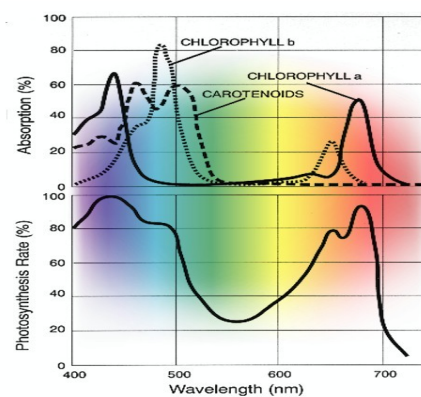 100
80
60
40
20
0
Absorption (%)
CHLOROPHYLL b
CHLOROPHYLL a
CAROTENOIDS
100
80
60
40
20
0
Photosynthesis Rate (%)
400 500 600 700
Wavelength (nm)